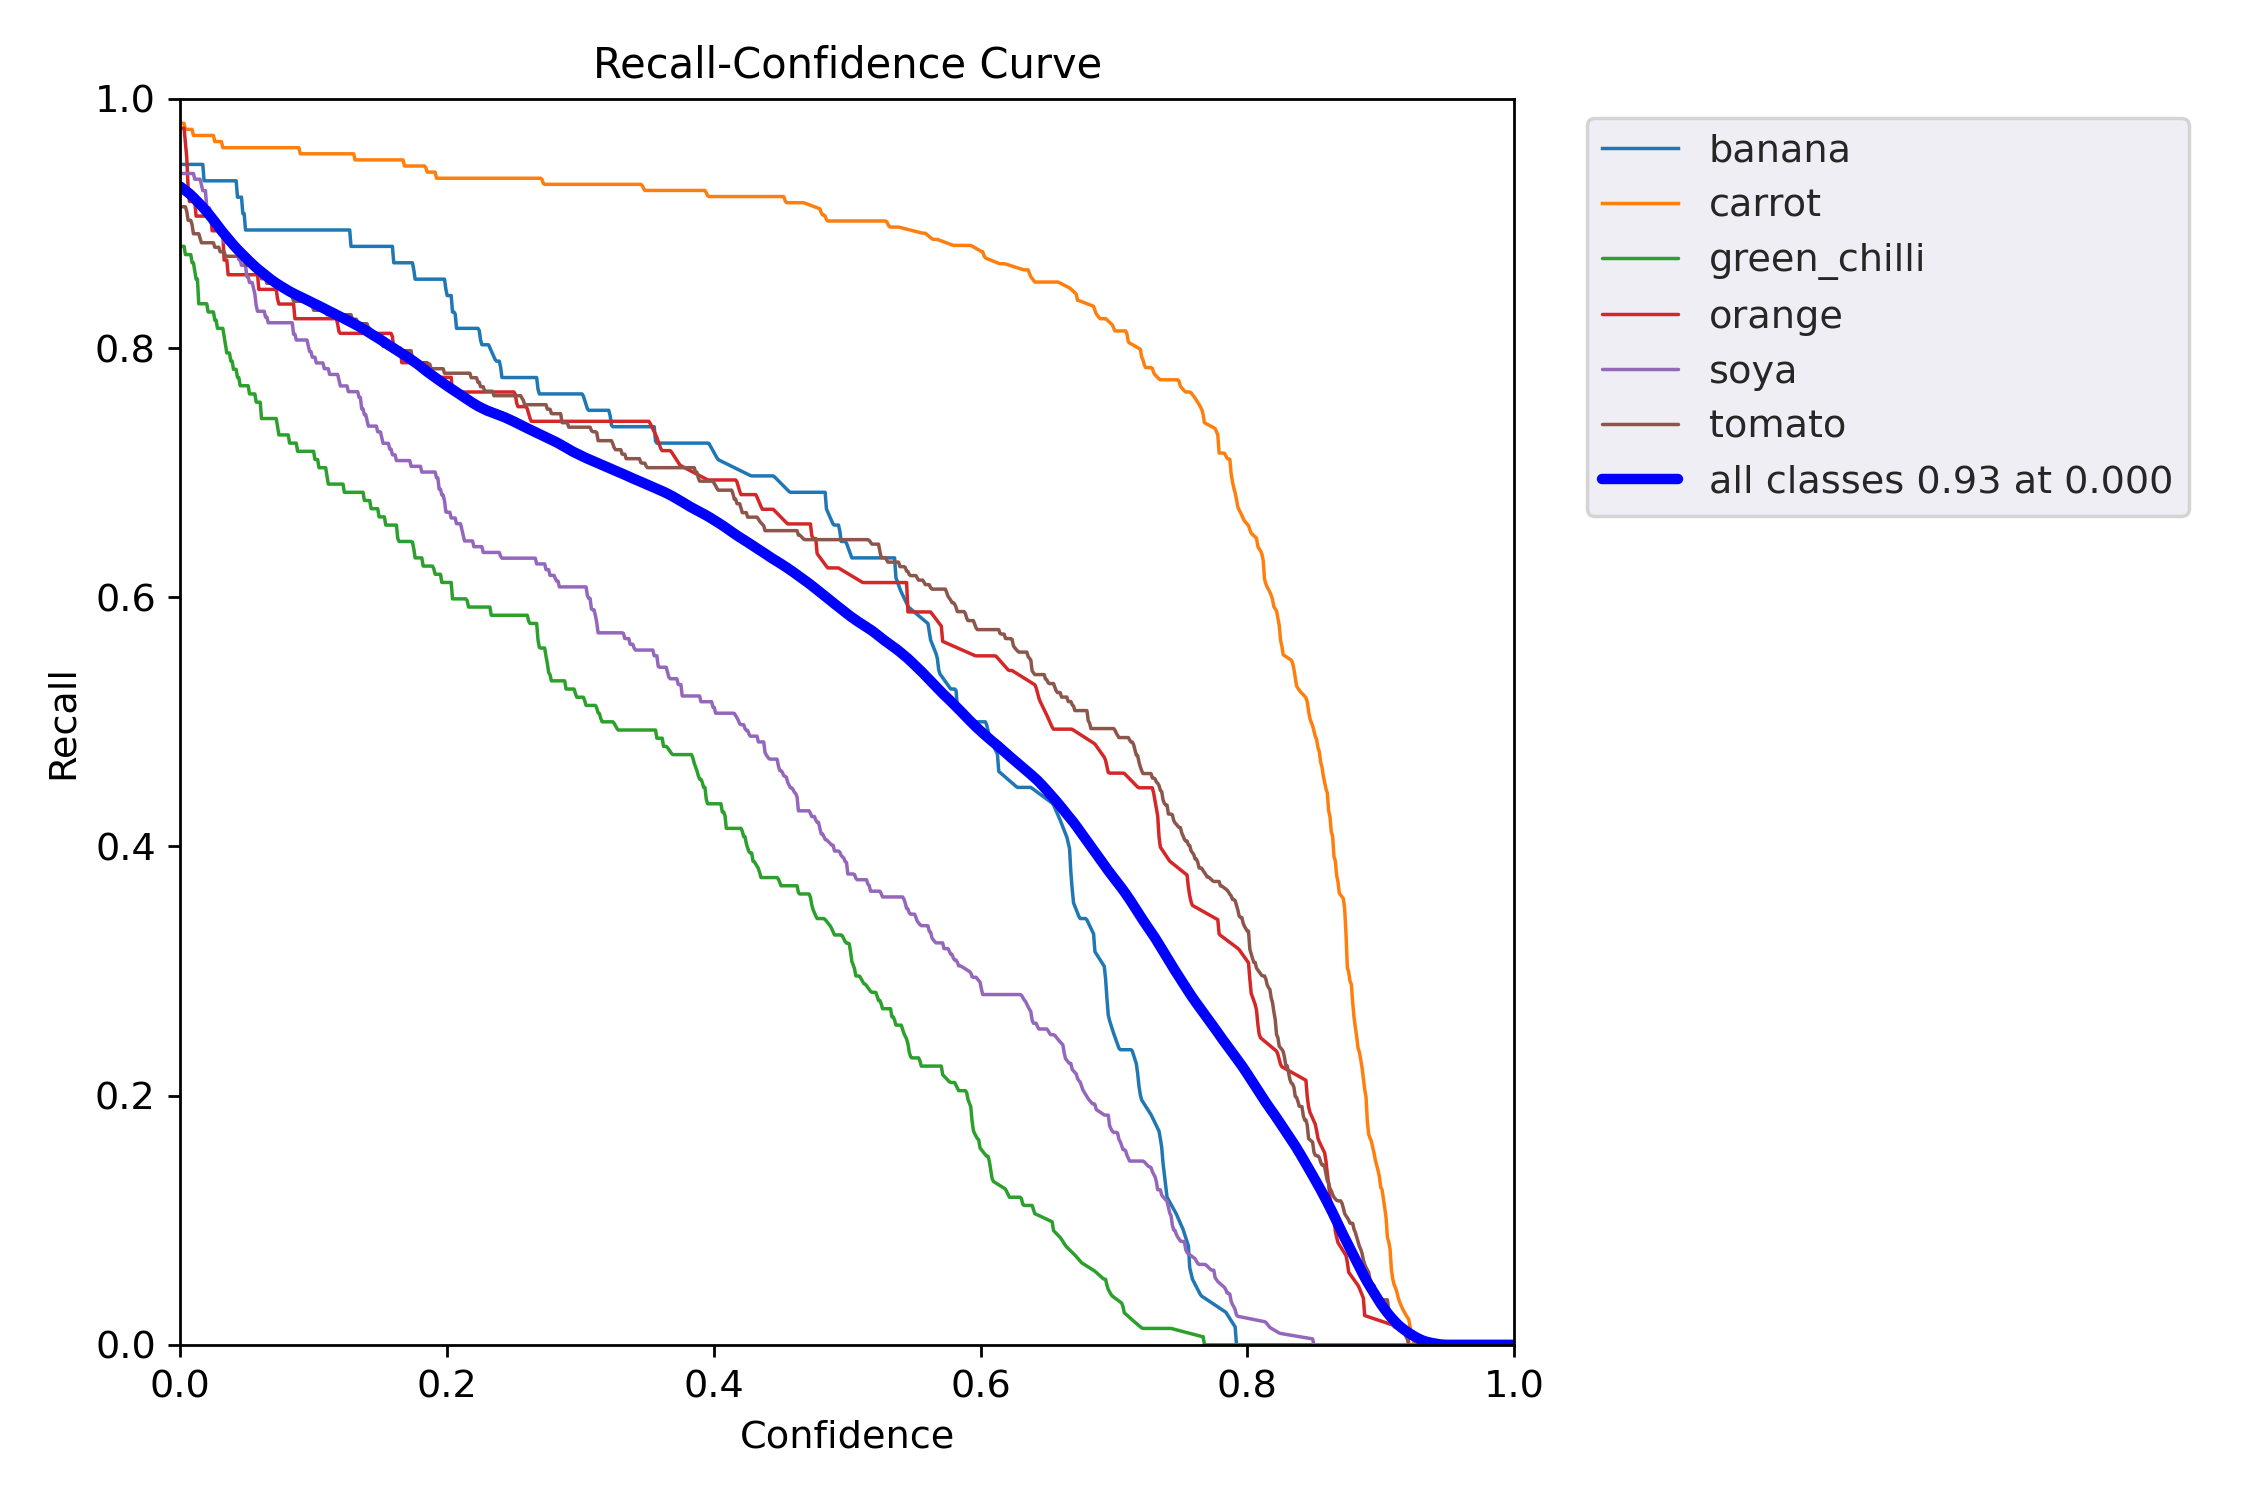 Recall-Confidence Curve
1.0
0.8
0.6
0.4
0.2
0.0
Recall
0.0 0.2 0.4 0.6 0.8 1.0
Confidence
banana
carrot
green_chilli
orange
soya
tomato
all classes 0.93 at 0.000